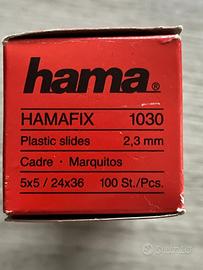 hama®
HAMAFIX 1030
Plastic slides 2,3 mm
Cadre · Marquitos
5x5 / 24x36 100 St./Pcs.